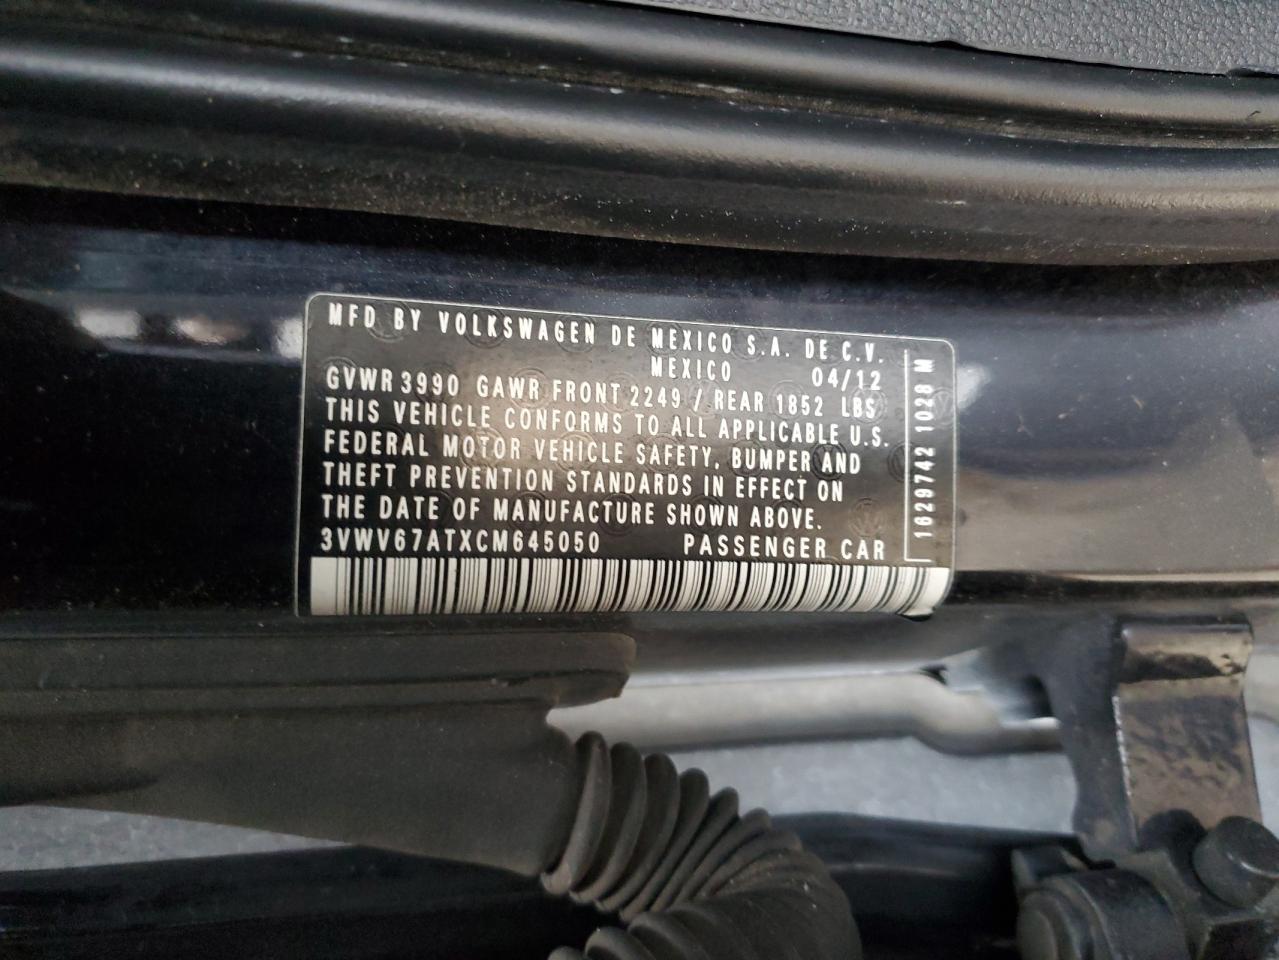 MFD BY VOLKSWAGEN DE MEXICO S.A. DE C.V.
MEXICO 04/12
GVWR 3990 GAWR FRONT 2249 / REAR 1852 LBS
THIS VEHICLE CONFORMS TO ALL APPLICABLE U.S.
FEDERAL MOTOR VEHICLE SAFETY, BUMPER AND
THEFT PREVENTION STANDARDS IN EFFECT ON
THE DATE OF MANUFACTURE SHOWN ABOVE.
3VWV67ATXCM645050 PASSENGER CAR
1629742 1028 M